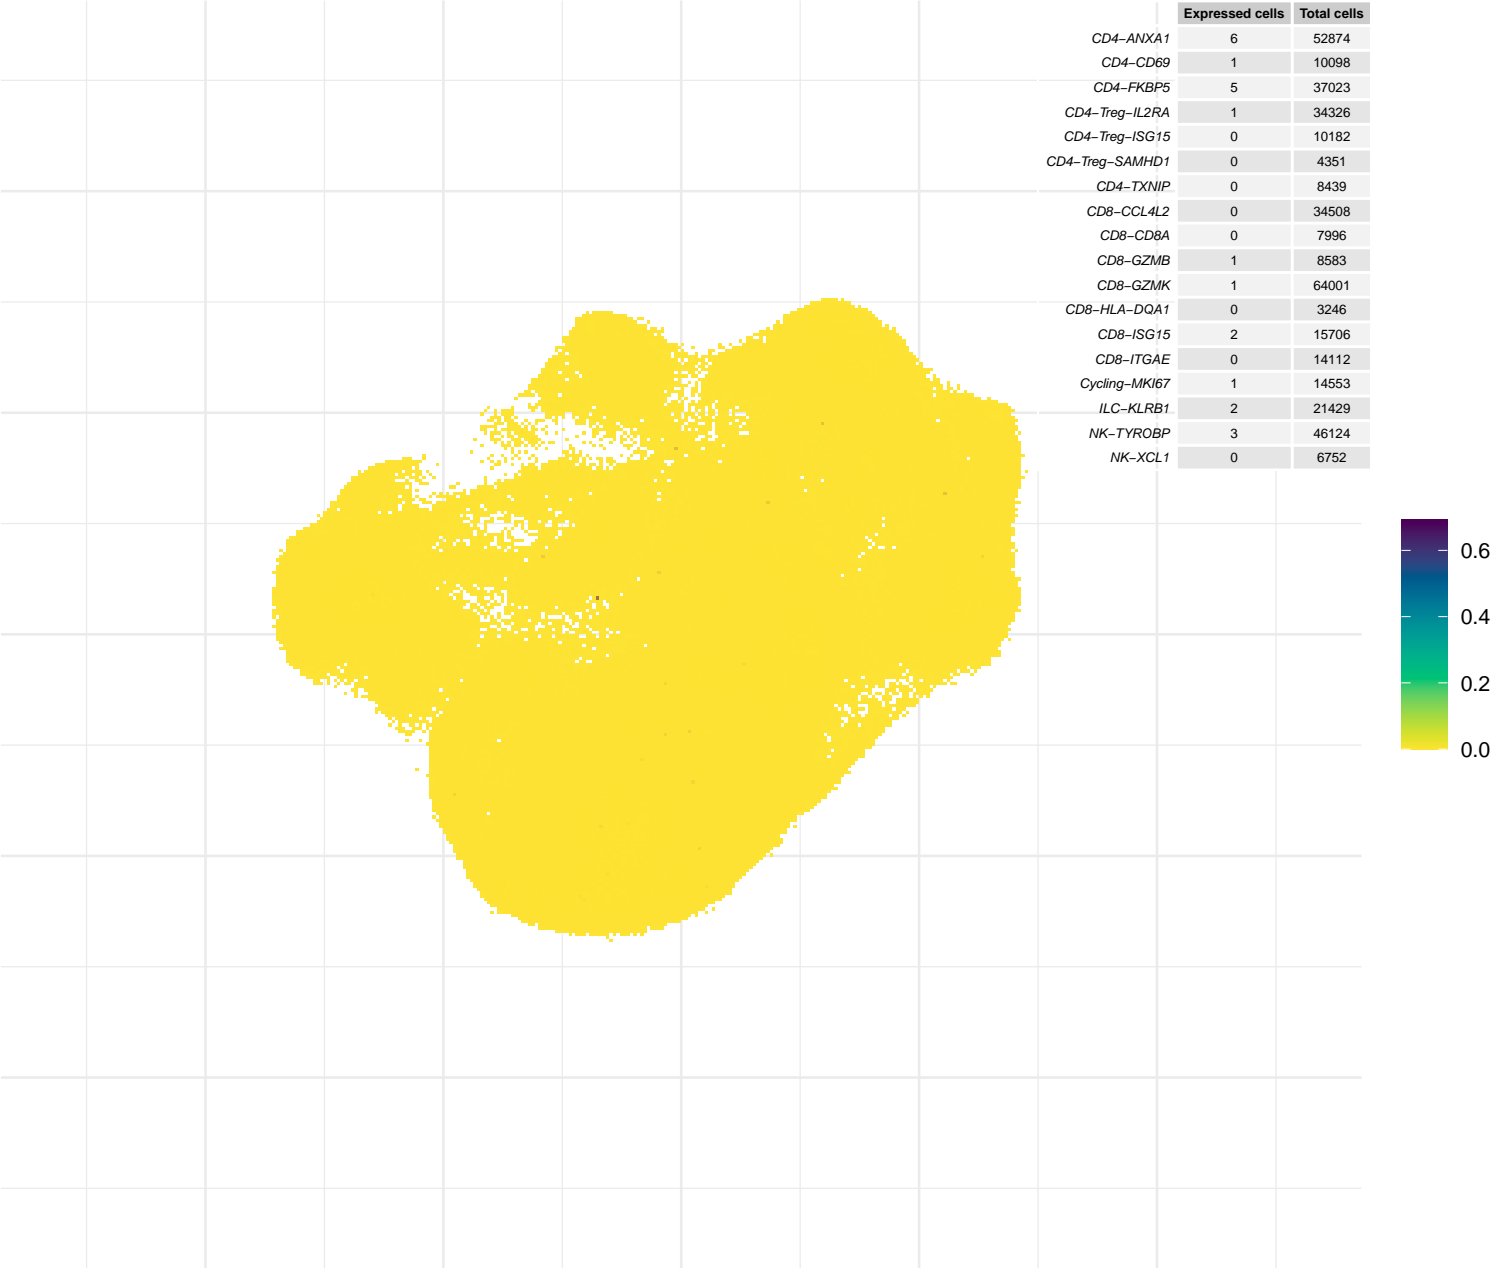 Expressed cells Total cells
CD4−ANXA1 6 52874
CD4−CD69 1 10098
CD4−FKBP5 5 37023
CD4−Treg−IL2RA 1 34326
CD4−Treg−ISG15 0 10182
CD4−Treg−SAMHD1 0 4351
CD4−TXNIP 0 8439
CD8−CCL4L2 0 34508
CD8−CD8A 0 7996
CD8−GZMB 1 8583
CD8−GZMK 1 64001
CD8−HLA−DQA1 0 3246
CD8−ISG15 2 15706
CD8−ITGAE 0 14112
Cycling−MKI67 1 14553
ILC−KLRB1 2 21429
NK−TYROBP 3 46124
NK−XCL1 0 6752
0.6
0.4
0.2
0.0